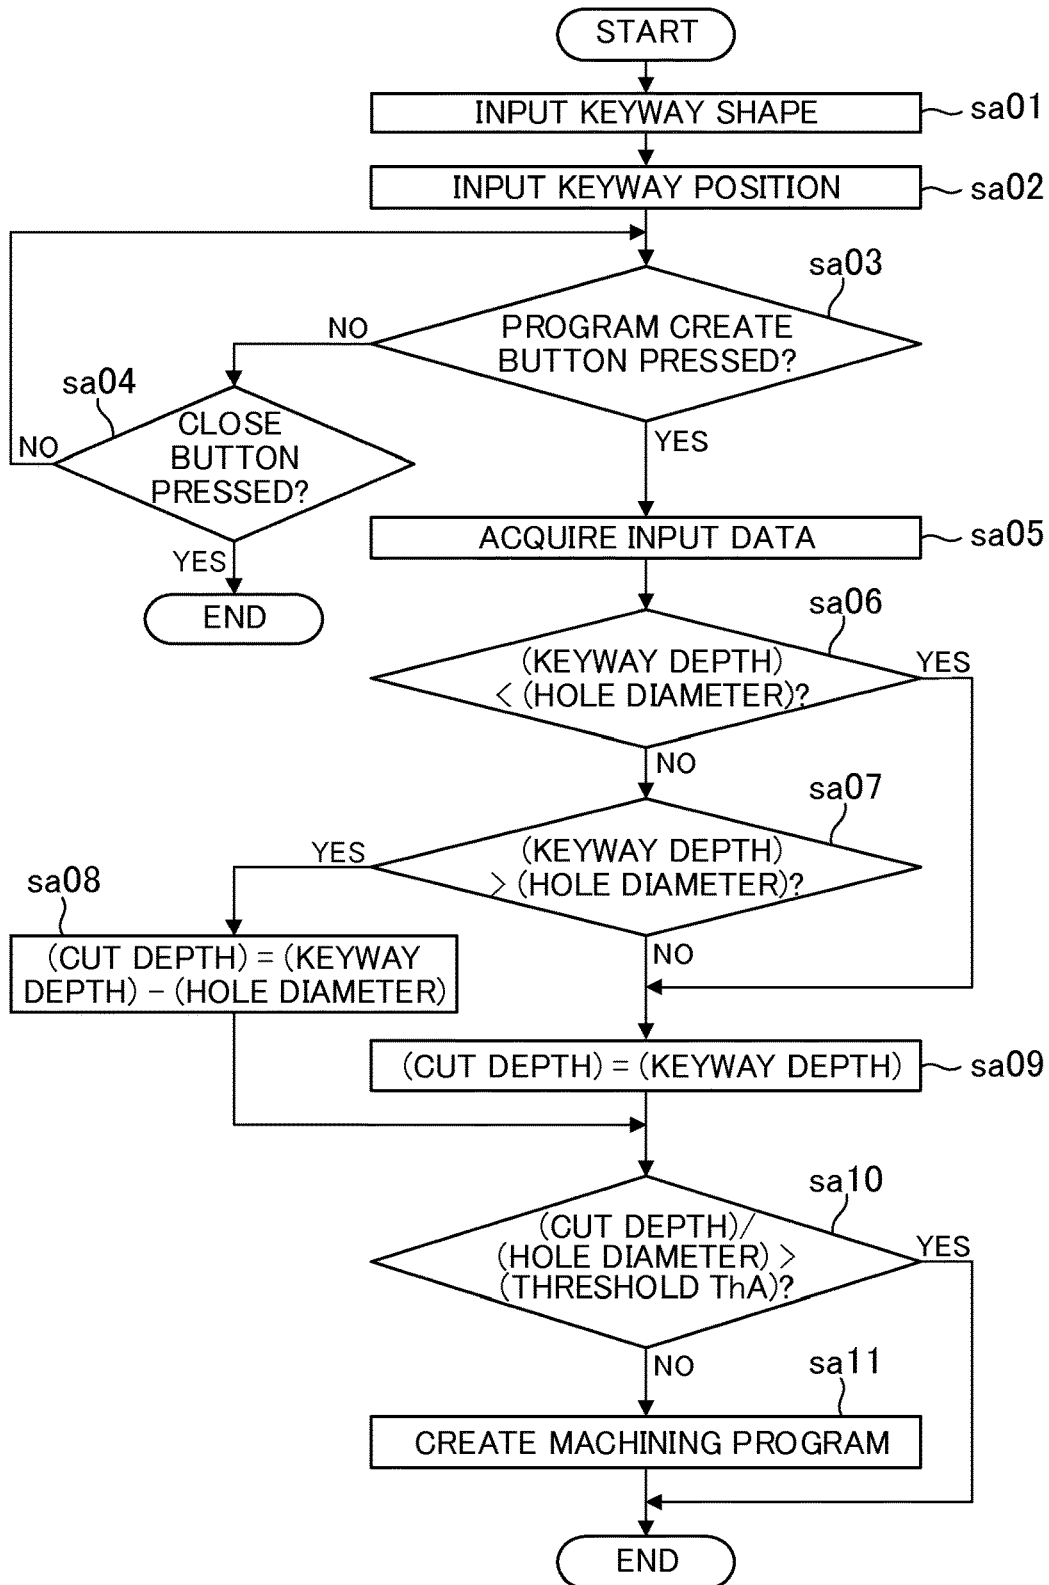 START
INPUT KEYWAY SHAPE
sa01
INPUT KEYWAY POSITION
sa02
sa03
PROGRAM CREATE
BUTTON PRESSED?
NO
YES
sa04
CLOSE
BUTTON
PRESSED?
NO
YES
END
ACQUIRE INPUT DATA
sa05
sa06
(KEYWAY DEPTH)
< (HOLE DIAMETER)?
YES
NO
sa07
(KEYWAY DEPTH)
> (HOLE DIAMETER)?
YES
NO
sa08
(CUT DEPTH) = (KEYWAY
DEPTH) − (HOLE DIAMETER)
(CUT DEPTH) = (KEYWAY DEPTH)
sa09
sa10
(CUT DEPTH)/
(HOLE DIAMETER) >
(THRESHOLD ThA)?
YES
NO
sa11
CREATE MACHINING PROGRAM
END